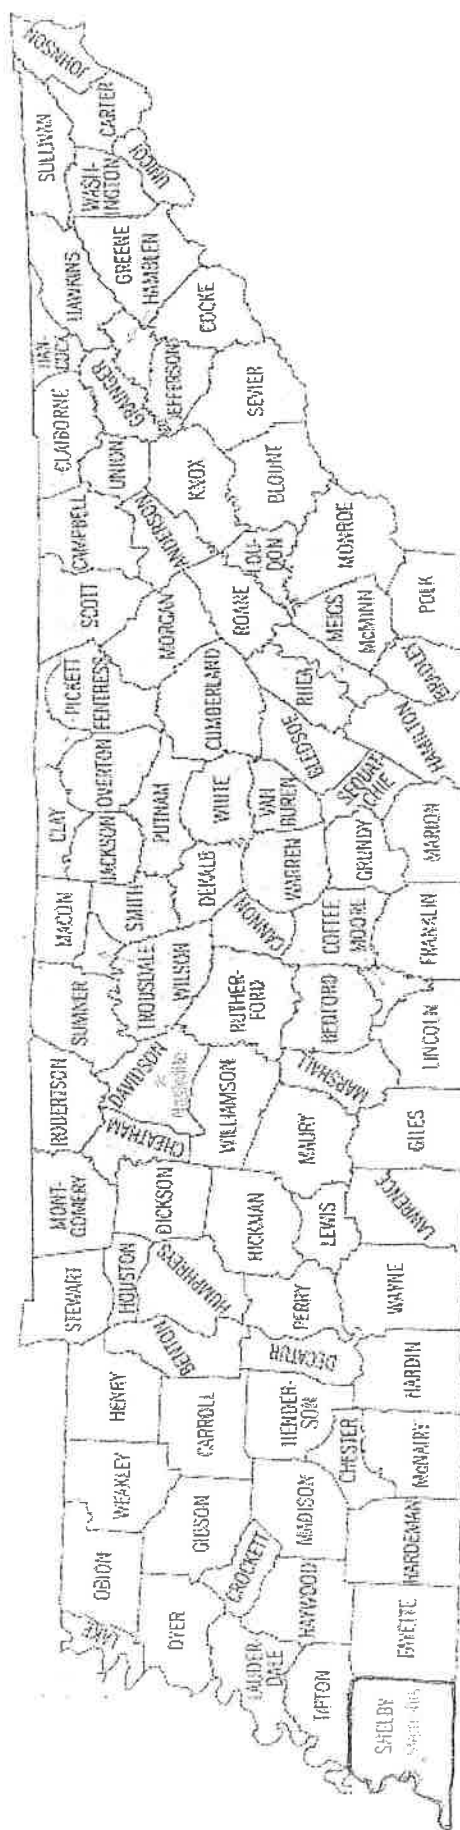 JOHNSON
SULLIVAN
CARTER
WASH-
INGTON
UNICOI
HAWKINS
GREENE
HAMBLEN
HAN-
COCK
COCKE
CLAIBORNE
GRAINGER
JEFFERSON
SEVIER
UNION
KNOX
BLOUNT
CAMPBELL
ANDERSON
LOU-
DON
MONROE
SCOTT
MORGAN
ROANE
MEIGS
McMINN
POLK
PICKETT
FENTRESS
CUMBERLAND
RHEA
BLEDSOE
BRADLEY
HAMILTON
CLAY
OVERTON
JACKSON
PUTNAM
WHITE
VAN
BUREN
SEQUAT-
CHIE
MACON
SMITH
DEKALB
WARREN
GRUNDY
MARION
SUMNER
TROUSDALE
WILSON
CANNON
COFFEE
MOORE
FRANKLIN
ROBERTSON
DAVIDSON
CHEATHAM
RUTHER-
FORD
BEDFORD
LINCOLN
WILLIAMSON
MARSHALL
MONT-
GOMERY
DICKSON
MAURY
GILES
STEWART
HOUSTON
HUMPHREYS
HICKMAN
LEWIS
LAWRENCE
BENTON
PERRY
WAYNE
HENRY
CARROLL
DECATUR
HENDER-
SON
HARDIN
WEAKLEY
GIBSON
CHESTER
MADISON
McNAIRY
OBION
CROCKETT
HAYWOOD
HARDEMAN
LAKE
DYER
LAUDER-
DALE
TIPTON
FAYETTE
SHELBY